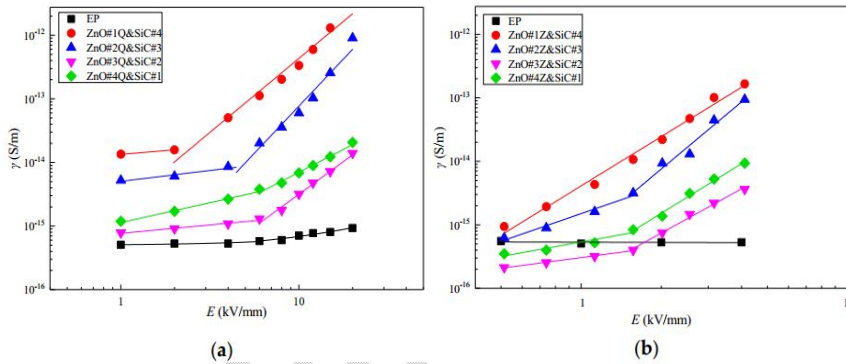 EP
ZnO#1Q&SiC#4
ZnO#2Q&SiC#3
ZnO#3Q&SiC#2
ZnO#4Q&SiC#1
10⁻¹²
10⁻¹³
10⁻¹⁴
10⁻¹⁵
10⁻¹⁶
γ (S/m)
1
10
E (kV/mm)
(a)
EP
ZnO#1Z&SiC#4
ZnO#2Z&SiC#3
ZnO#3Z&SiC#2
ZnO#4Z&SiC#1
10⁻¹²
10⁻¹³
10⁻¹⁴
10⁻¹⁵
10⁻¹⁶
γ (S/m)
1
E (kV/mm)
(b)